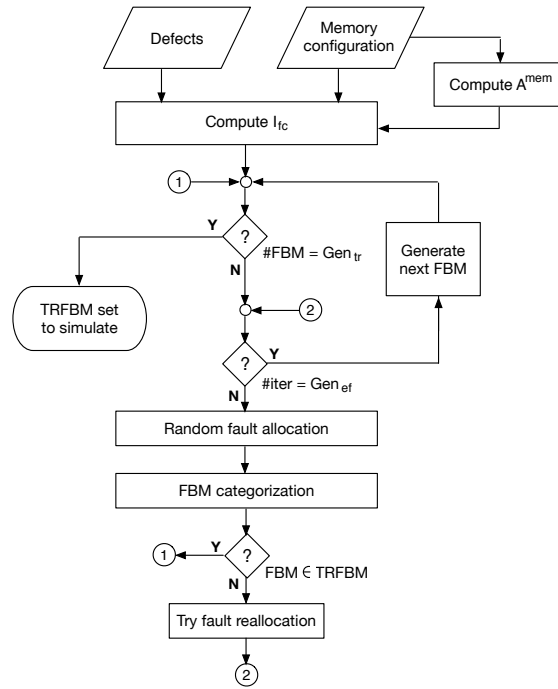 Defects
Memory
configuration
Compute A^mem
Compute I_fc
1
Y
?
#FBM = Gen_tr
N
Generate
next FBM
TRFBM set
to simulate
2
?
Y
#iter = Gen_ef
N
Random fault allocation
FBM categorization
1
Y
?
FBM ∈ TRFBM
N
Try fault reallocation
2